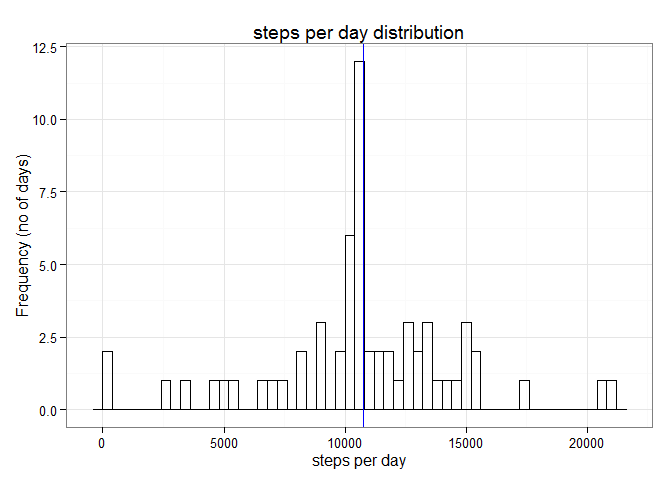 steps per day distribution
12.5
10.0
7.5
5.0
2.5
0.0
Frequency (no of days)
0 5000 10000 15000 20000
steps per day